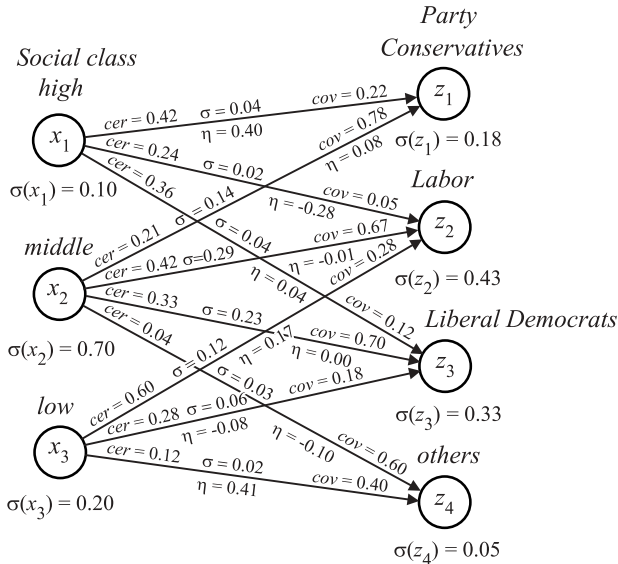 Party
Conservatives
Social class
high
x₁
σ(x₁) = 0.10
cer = 0.42 σ = 0.04 cov = 0.22
η = 0.40
cer = 0.24 σ = 0.02 cov = 0.05
η = -0.28
cer = 0.36 σ = 0.04 cov = 0.12
η = 0.04
z₁
σ(z₁) = 0.18
middle
x₂
σ(x₂) = 0.70
cer = 0.21 σ = 0.14 cov = 0.78
η = 0.08
cer = 0.42 σ=0.29 cov = 0.67
η = -0.01
cer = 0.33 σ = 0.23 cov = 0.70
η = 0.00
cer = 0.04 σ = 0.03 cov = 0.60
η = -0.10
Labor
z₂
σ(z₂) = 0.43
low
x₃
σ(x₃) = 0.20
cer = 0.60 σ = 0.12 cov = 0.28
η = 0.17
cer = 0.28 σ = 0.06 cov = 0.18
η = -0.08
cer = 0.12 σ = 0.02 cov = 0.40
η = 0.41
Liberal Democrats
z₃
σ(z₃) = 0.33
others
z₄
σ(z₄) = 0.05